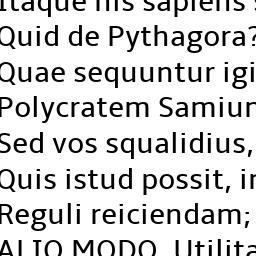 Itaque his sapiens s
Quid de Pythagora?
Quae sequuntur igi
Polycratem Samiun
Sed vos squalidius,
Quis istud possit, in
Reguli reiciendam;
ALIO MODO. Utilita